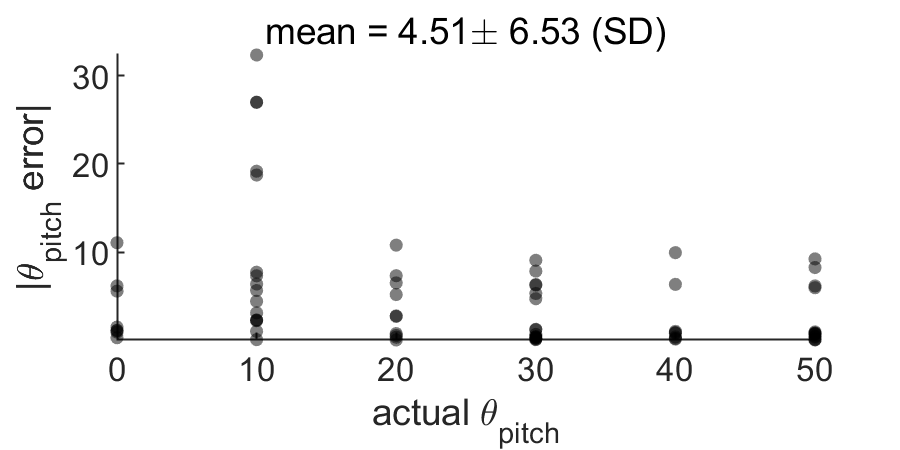 mean = 4.51± 6.53 (SD)
|θpitch error|
30
20
10
0 10 20 30 40 50
actual θpitch